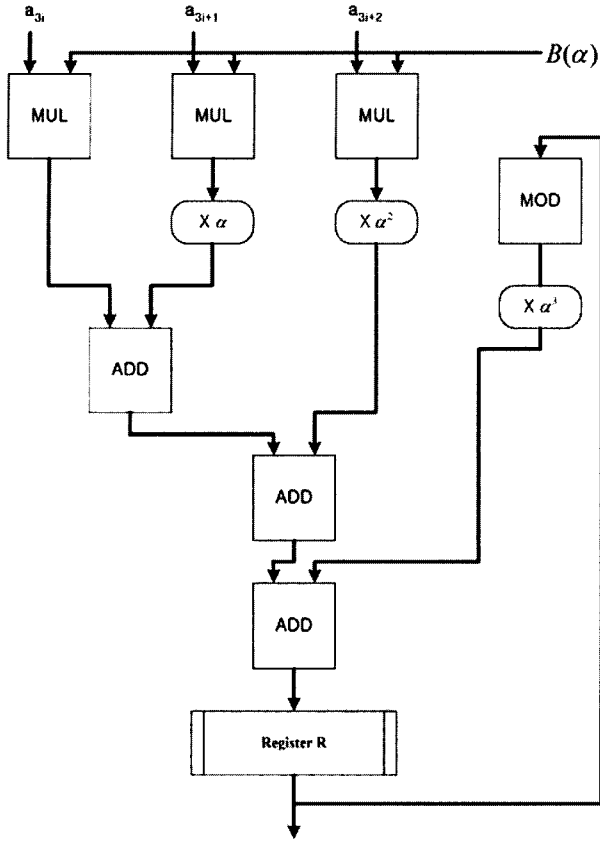 a3i a3i+1 a3i+2
B(α)
MUL MUL MUL
MOD
X α X α²
X α³
ADD
ADD
ADD
Register R